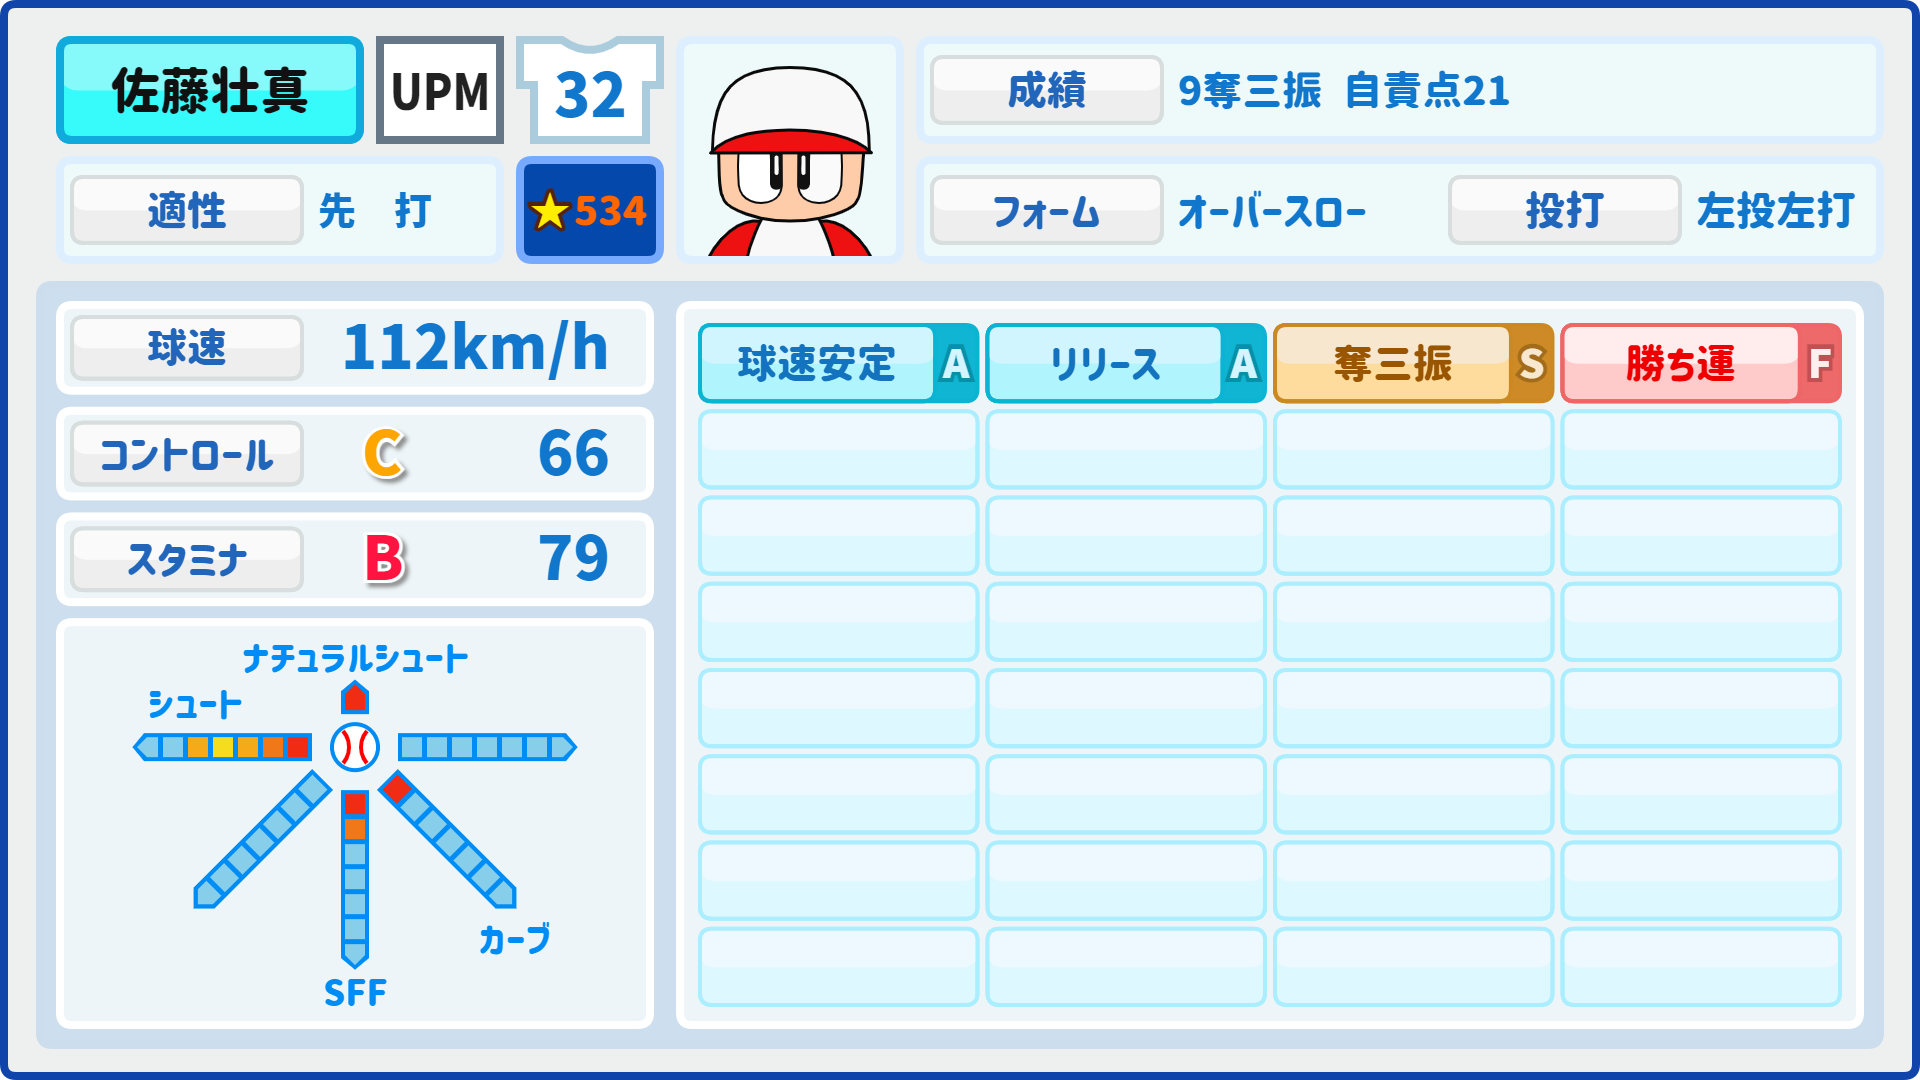 佐藤壮真
UPM
32
成績 9奪三振 自責点21
適性 先 打
★534
フォーム オーバースロー 投打 左投左打
球速 112km/h
コントロール C 66
スタミナ B 79
球速安定 A
リリース A
奪三振 S
勝ち運 F
ナチュラルシュート
シュート
カーブ
SFF